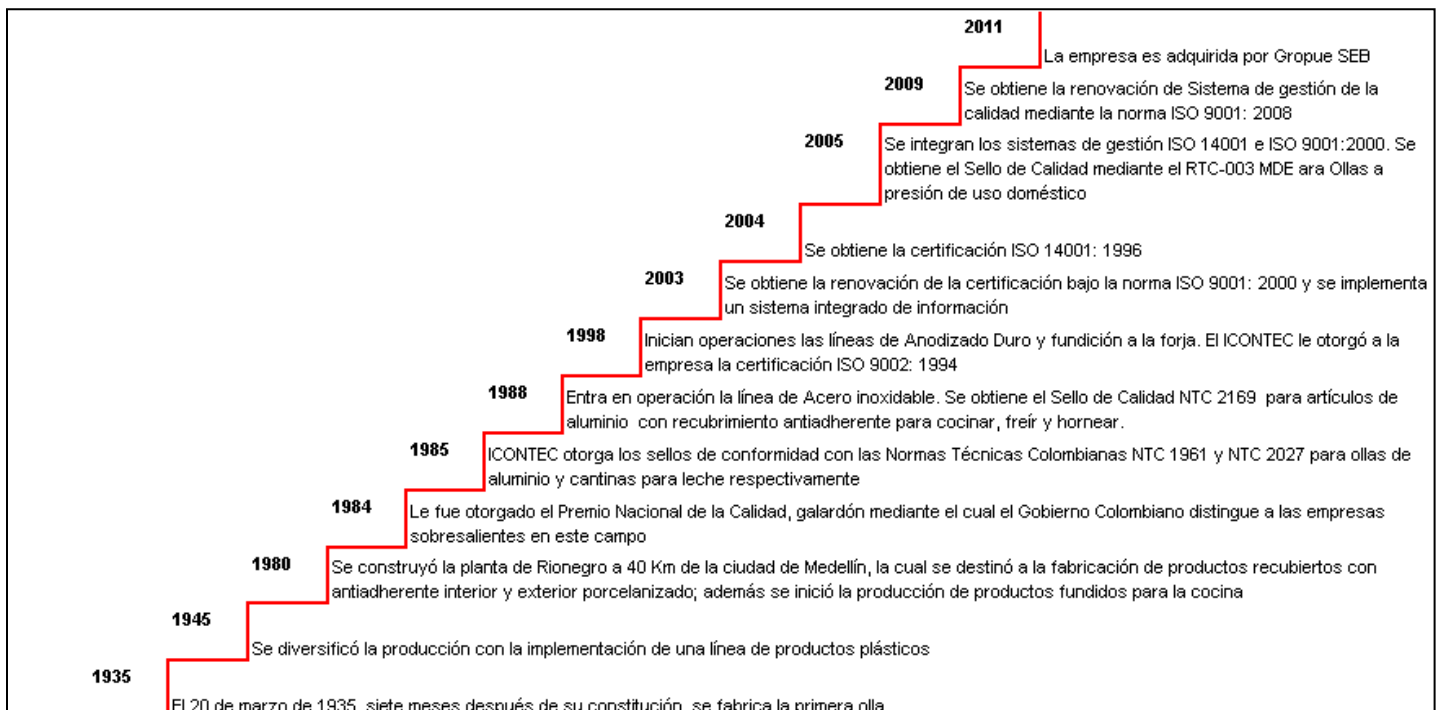 2011
La empresa es adquirida por Gropue SEB
2009
Se obtiene la renovación de Sistema de gestión de la
calidad mediante la norma ISO 9001: 2008
2005
Se integran los sistemas de gestión ISO 14001 e ISO 9001:2000. Se
obtiene el Sello de Calidad mediante el RTC-003 MDE ara Ollas a
presión de uso doméstico
2004
Se obtiene la certificación ISO 14001: 1996
2003
Se obtiene la renovación de la certificación bajo la norma ISO 9001: 2000 y se implementa
un sistema integrado de información
1998
Inician operaciones las líneas de Anodizado Duro y fundición a la forja. El ICONTEC le otorgó a la
empresa la certificación ISO 9002: 1994
1988
Entra en operación la línea de Acero inoxidable. Se obtiene el Sello de Calidad NTC 2169 para artículos de
aluminio con recubrimiento antiadherente para cocinar, freír y hornear.
1985
ICONTEC otorga los sellos de conformidad con las Normas Técnicas Colombianas NTC 1961 y NTC 2027 para ollas de
aluminio y cantinas para leche respectivamente
1984
Le fue otorgado el Premio Nacional de la Calidad, galardón mediante el cual el Gobierno Colombiano distingue a las empresas
sobresalientes en este campo
1980
Se construyó la planta de Rionegro a 40 Km de la ciudad de Medellín, la cual se destinó a la fabricación de productos recubiertos con
antiadherente interior y exterior porcelanizado; además se inició la producción de productos fundidos para la cocina
1945
Se diversificó la producción con la implementación de una línea de productos plásticos
1935
El 20 de marzo de 1935, siete meses después de su constitución, se fabrica la primera olla